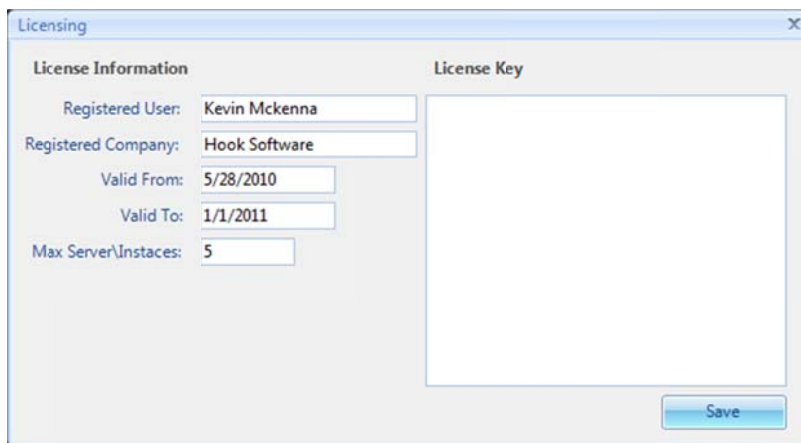 Licensing
License Information
Registered User: Kevin Mckenna
Registered Company: Hook Software
Valid From: 5/28/2010
Valid To: 1/1/2011
Max Server\Instaces: 5
License Key
Save